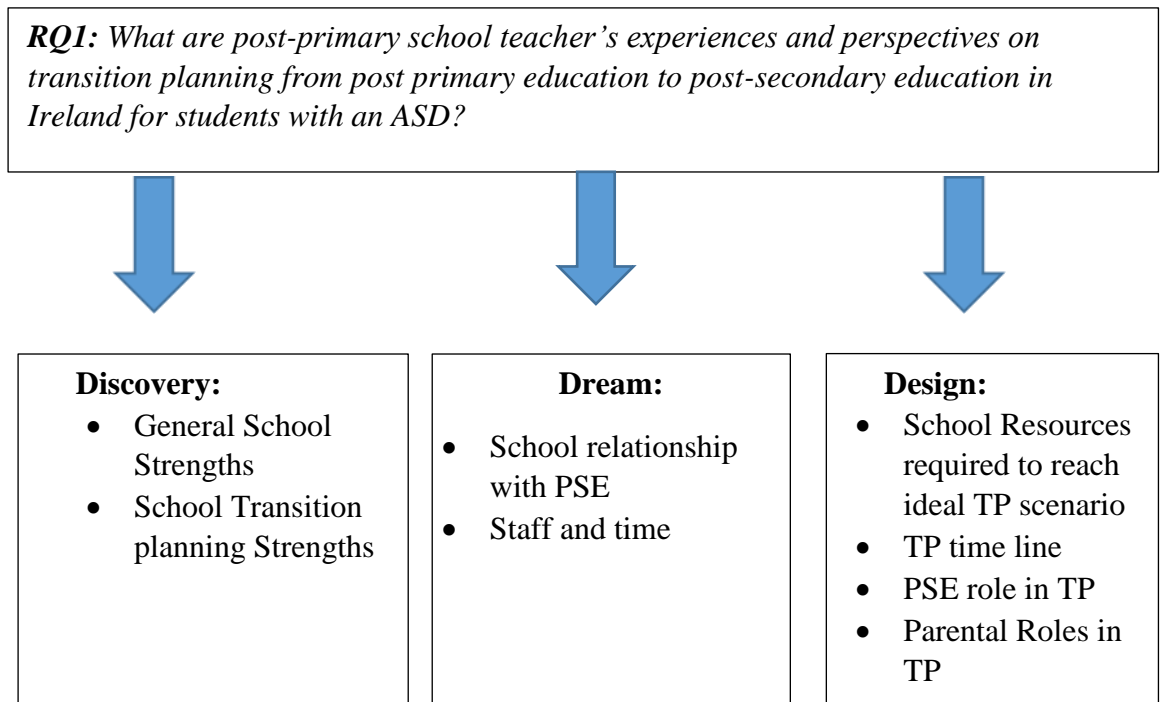 RQ1: What are post-primary school teacher’s experiences and perspectives on
transition planning from post primary education to post-secondary education in
Ireland for students with an ASD?
Discovery:
• General School
Strengths
• School Transition
planning Strengths
Dream:
• School relationship
with PSE
• Staff and time
Design:
• School Resources
required to reach
ideal TP scenario
• TP time line
• PSE role in TP
• Parental Roles in
TP